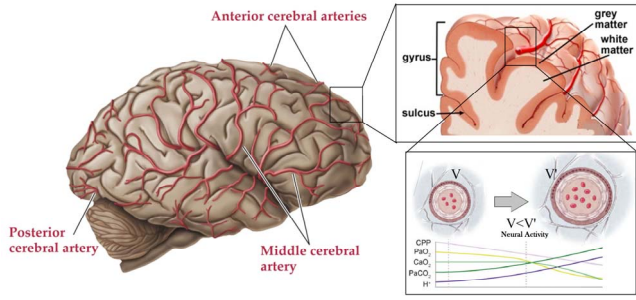 Anterior cerebral arteries
Posterior
cerebral artery
Middle cerebral
artery
grey
matter
white
matter
gyrus
sulcus
V
V'
V<V'
Neural Activity
CPP
PaO₂
CaO₂
PaCO₂
H⁺